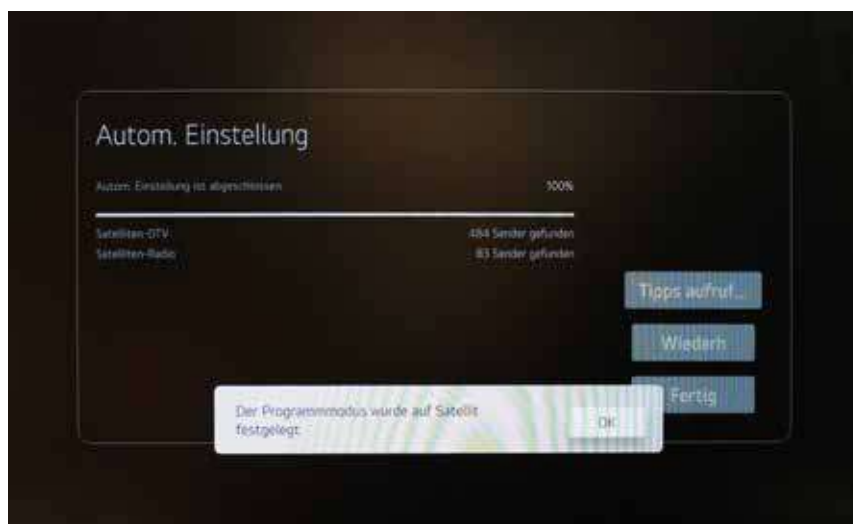 Autom. Einstellung
Autom. Einstellung ist abgeschlossen 100%
Satelliten-DTV 484 Sender gefunden
Satelliten-Radio 83 Sender gefunden
Tipps aufruf...
Wiederh
Fertig
Der Programmmodus wurde auf Satellit
festgelegt.
OK